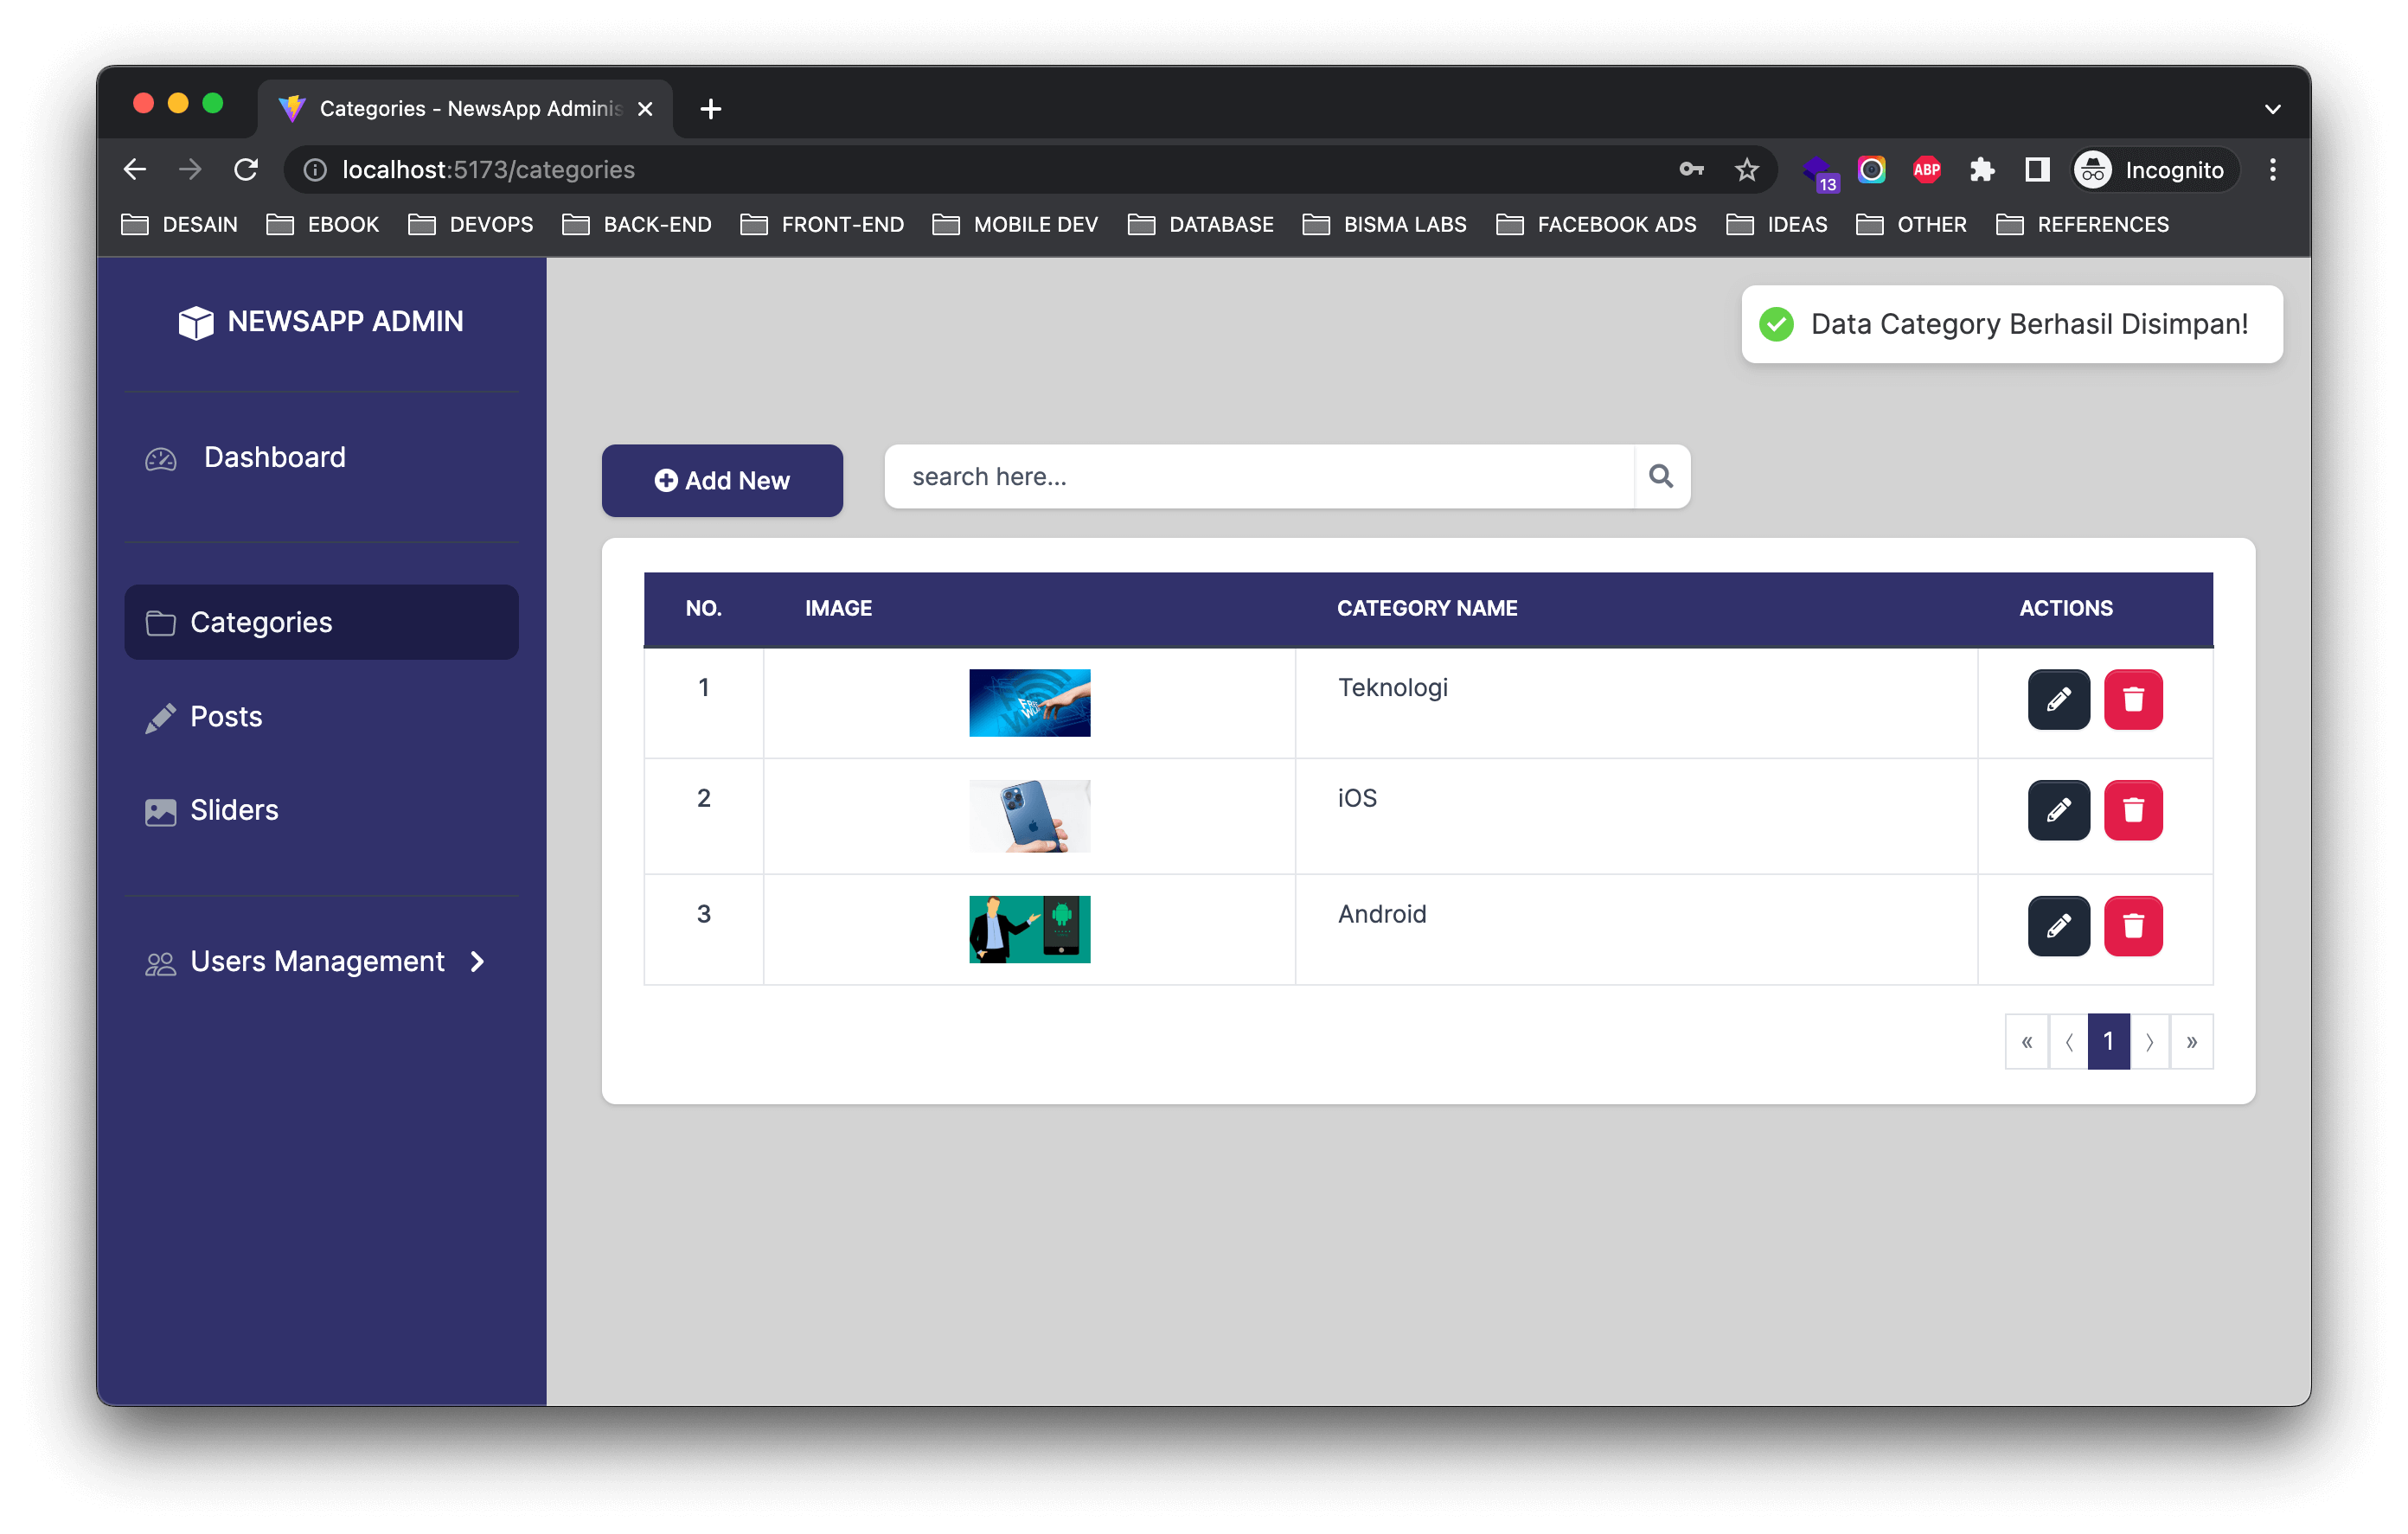 Categories - NewsApp Adminis
localhost:5173/categories
13
ABP
Incognito
DESAIN EBOOK DEVOPS BACK-END FRONT-END MOBILE DEV DATABASE BISMA LABS FACEBOOK ADS IDEAS OTHER REFERENCES
NEWSAPP ADMIN
Data Category Berhasil Disimpan!
Dashboard
Categories
Posts
Sliders
Users Management
Add New
search here...
NO. IMAGE CATEGORY NAME ACTIONS
1 Teknologi
2 iOS
3 Android
« ‹ 1 › »